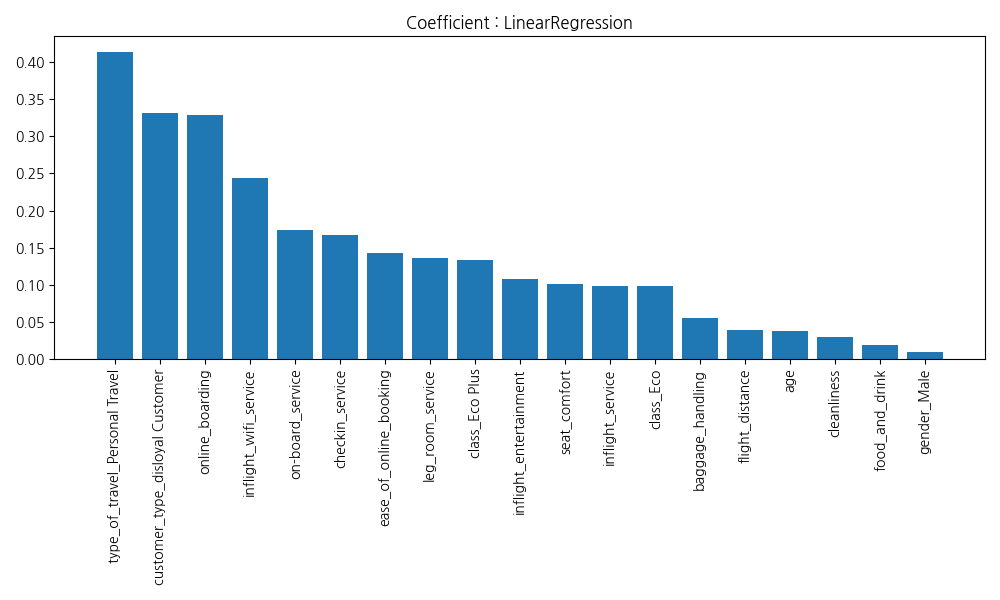 Coefficient : LinearRegression
0.40
0.35
0.30
0.25
0.20
0.15
0.10
0.05
0.00
type_of_travel_Personal Travel
customer_type_disloyal Customer
online_boarding
inflight_wifi_service
on-board_service
checkin_service
ease_of_online_booking
leg_room_service
class_Eco Plus
inflight_entertainment
seat_comfort
inflight_service
class_Eco
baggage_handling
flight_distance
age
cleanliness
food_and_drink
gender_Male